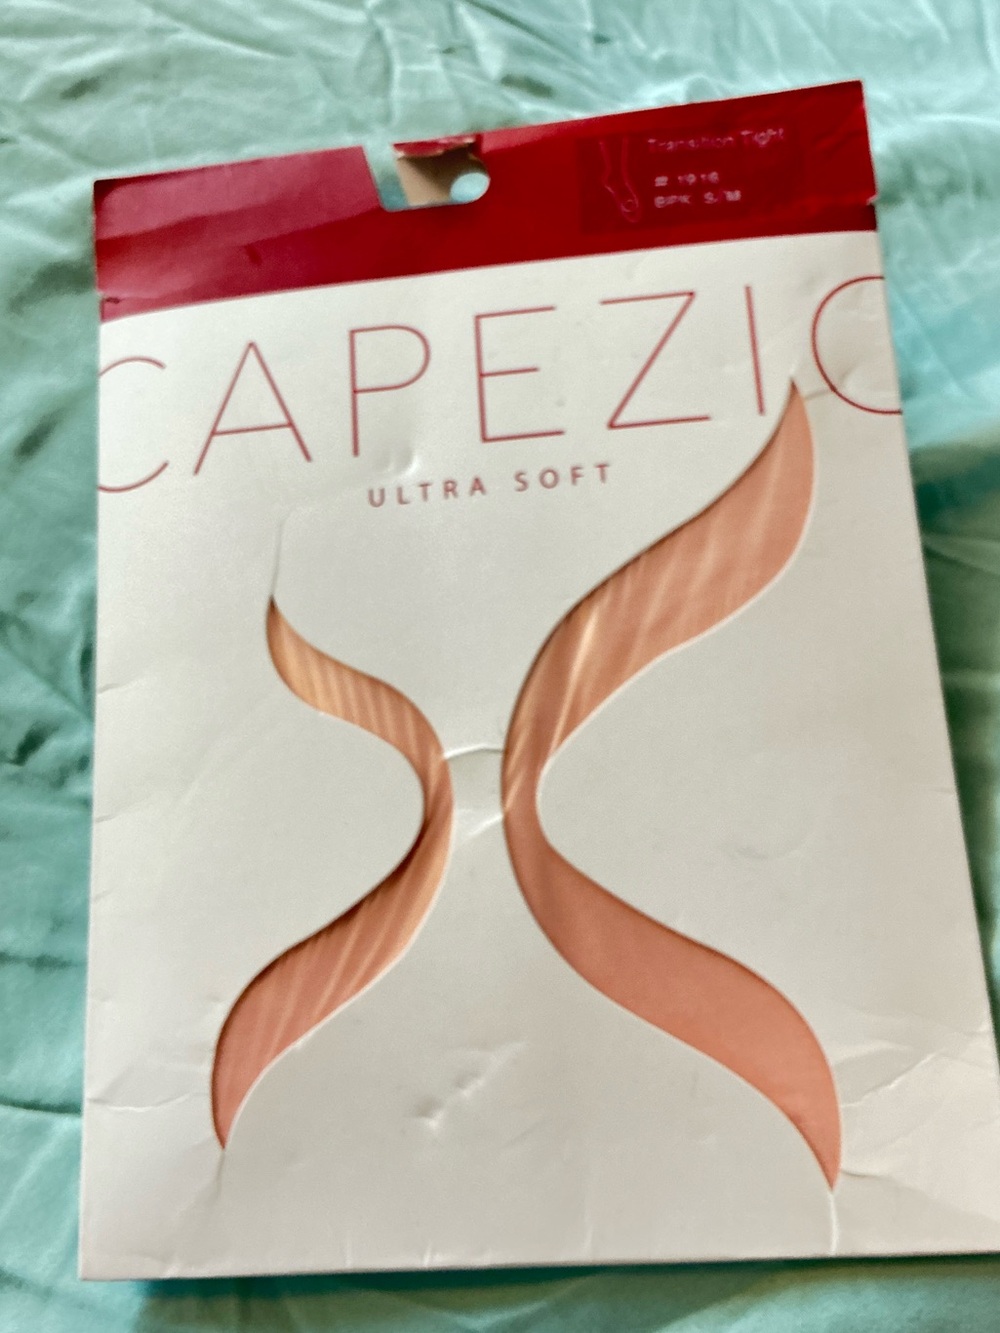 Transition Tight
# 1916
BPK S/M
CAPEZIO
ULTRA SOFT